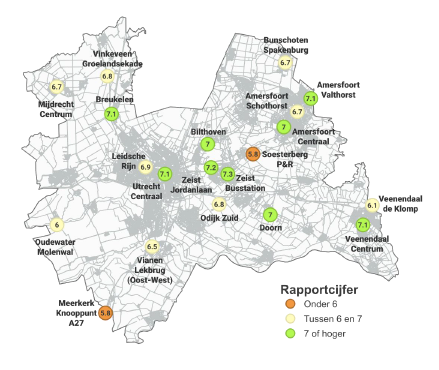 Bunschoten
Spakenburg
6.7
Vinkeveen
Groenlandsekade
6.8
6.7
Mijdrecht
Centrum
Breukelen
7.1
Amersfoort
Valthorst
7.1
Amersfoort
Schothorst
6.7
7
Amersfoort
Centraal
Bilthoven
7
5.8
Soesterberg
P&R
Leidsche
Rijn
6.9
7.1
Utrecht
Centraal
7.2
Zeist
Jordanlaan
7.3
Zeist
Busstation
6.8
Odijk Zuid
7
Doorn
Veenendaal
de Klomp
6.1
7.1
Veenendaal
Centrum
6
Oudewater
Molenwal
6.5
Vianen
Lekbrug
(Oost-West)
Meerkerk
Knooppunt
A27
5.8
Rapportcijfer
Onder 6
Tussen 6 en 7
7 of hoger